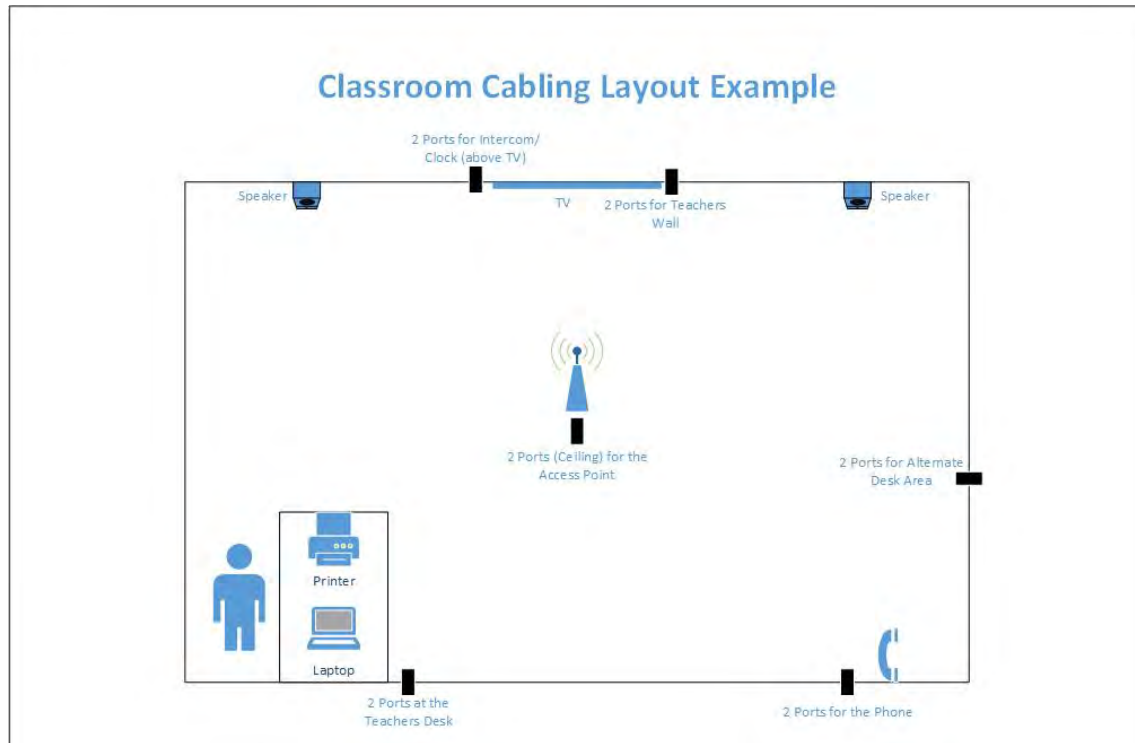 Classroom Cabling Layout Example
2 Ports for Intercom/
Clock (above TV)
Speaker
TV
2 Ports for Teachers
Wall
Speaker
2 Ports (Ceiling) for the
Access Point
2 Ports for Alternate
Desk Area
Printer
Laptop
2 Ports at the
Teachers Desk
2 Ports for the Phone